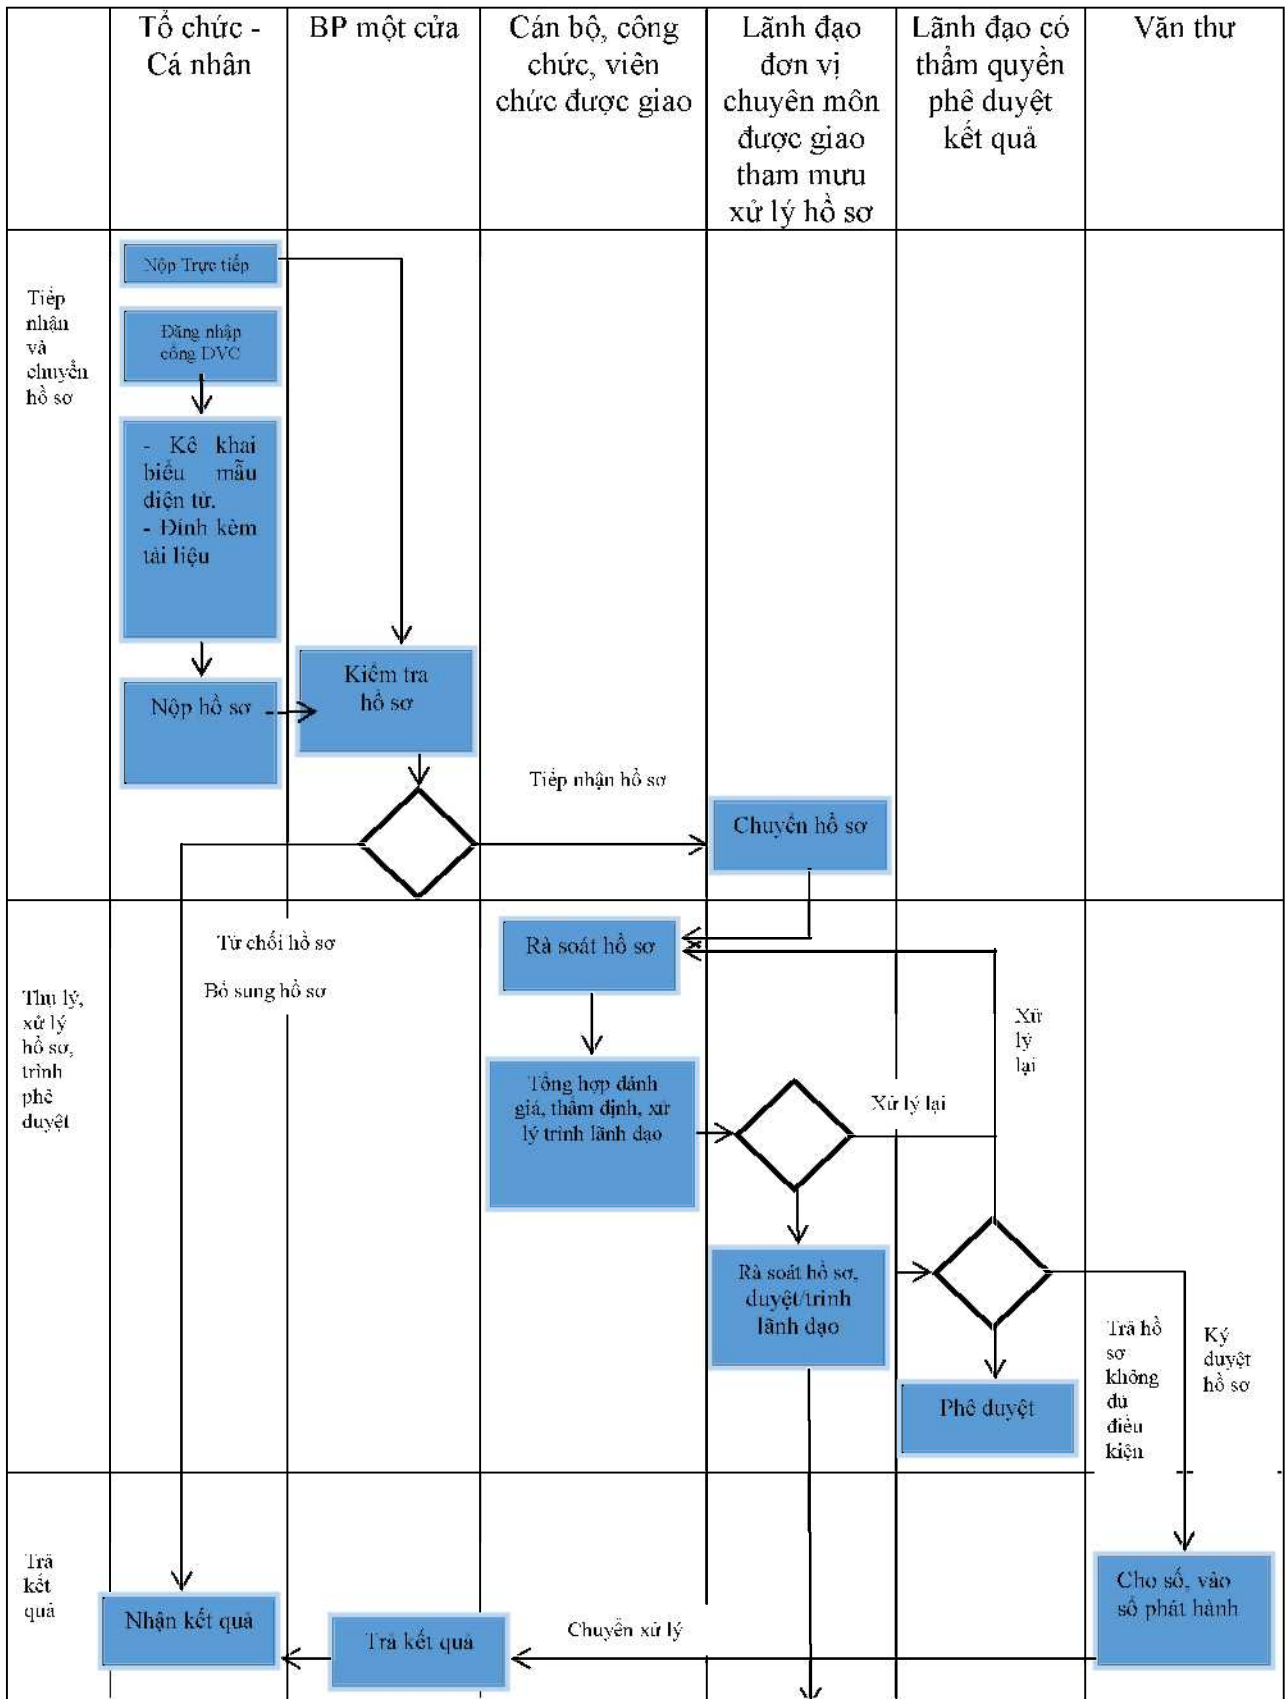 Tổ chức -
Cá nhân
BP một cửa
Cán bộ, công
chức, viên
chức được giao
Lãnh đạo
đơn vị
chuyên môn
được giao
tham mưu
xử lý hồ sơ
Lãnh đạo có
thẩm quyền
phê duyệt
kết quả
Văn thư
Tiếp
nhận
và
chuyển
hồ sơ
Nộp Trực tiếp
Đăng nhập
cổng DVC
- Kê khai
biểu mẫu
điện tử.
- Đính kèm
tài liệu
Nộp hồ sơ
Kiểm tra
hồ sơ
Tiếp nhận hồ sơ
Chuyển hồ sơ
Thụ lý,
xử lý
hồ sơ,
trình
phê
duyệt
Từ chối hồ sơ
Bổ sung hồ sơ
Rà soát hồ sơ
Tổng hợp đánh
giá, thẩm định, xử
lý trình lãnh đạo
Xử lý lại
Xử
lý
lại
Rà soát hồ sơ,
duyệt/trình
lãnh đạo
Phê duyệt
Trả hồ
sơ
không
đủ
điều
kiện
Ký
duyệt
hồ sơ
Trả
kết
quả
Nhận kết quả
Trả kết quả
Chuyển xử lý
Cho số, vào
sổ phát hành